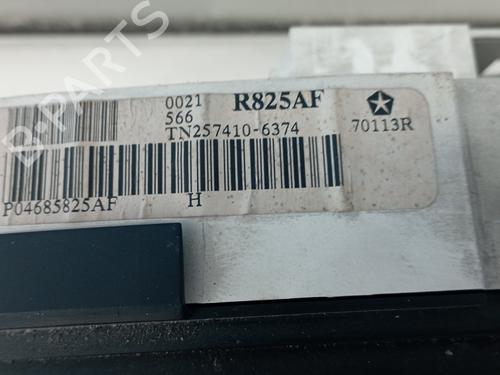 B-PARTS
0021 R825AF
566
TN257410-6374 70113R
P04685825AF H